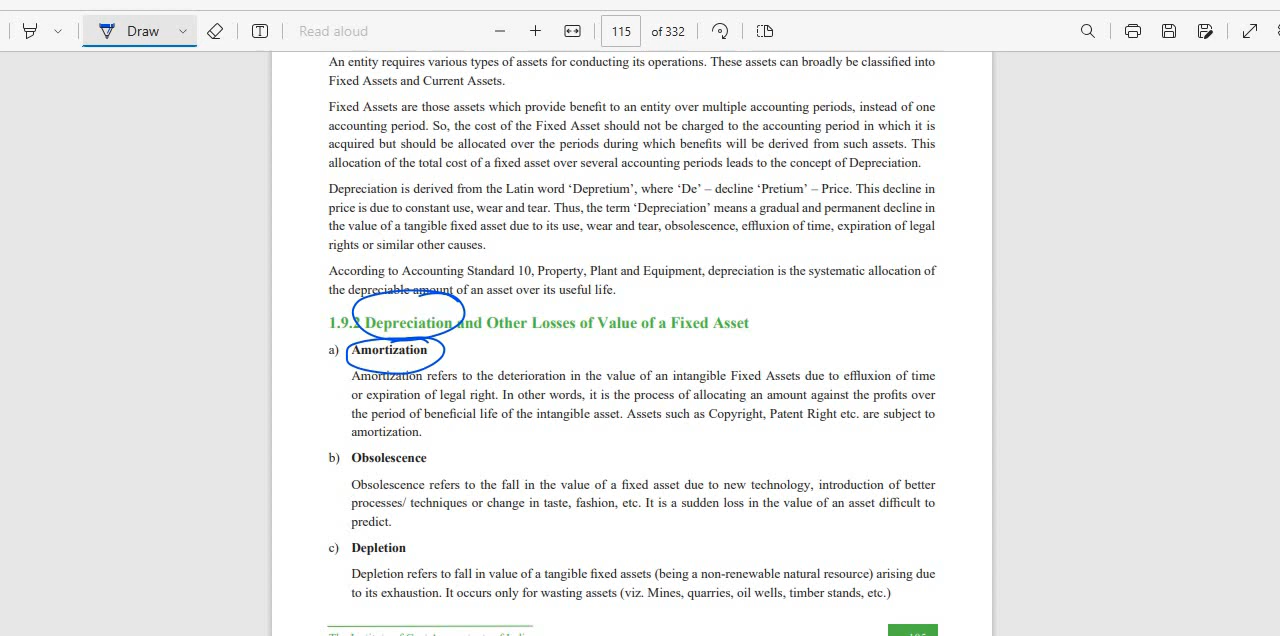 Draw
Read aloud
115 of 332
An entity requires various types of assets for conducting its operations. These assets can broadly be classified into
Fixed Assets and Current Assets.
Fixed Assets are those assets which provide benefit to an entity over multiple accounting periods, instead of one
accounting period. So, the cost of the Fixed Asset should not be charged to the accounting period in which it is
acquired but should be allocated over the periods during which benefits will be derived from such assets. This
allocation of the total cost of a fixed asset over several accounting periods leads to the concept of Depreciation.
Depreciation is derived from the Latin word ‘Depretium’, where ‘De’ – decline ‘Pretium’ – Price. This decline in
price is due to constant use, wear and tear. Thus, the term ‘Depreciation’ means a gradual and permanent decline in
the value of a tangible fixed asset due to its use, wear and tear, obsolescence, effluxion of time, expiration of legal
rights or similar other causes.
According to Accounting Standard 10, Property, Plant and Equipment, depreciation is the systematic allocation of
the depreciable amount of an asset over its useful life.
1.9.2 Depreciation and Other Losses of Value of a Fixed Asset
a) Amortization
Amortization refers to the deterioration in the value of an intangible Fixed Assets due to effluxion of time
or expiration of legal right. In other words, it is the process of allocating an amount against the profits over
the period of beneficial life of the intangible asset. Assets such as Copyright, Patent Right etc. are subject to
amortization.
b) Obsolescence
Obsolescence refers to the fall in the value of a fixed asset due to new technology, introduction of better
processes/ techniques or change in taste, fashion, etc. It is a sudden loss in the value of an asset difficult to
predict.
c) Depletion
Depletion refers to fall in value of a tangible fixed assets (being a non-renewable natural resource) arising due
to its exhaustion. It occurs only for wasting assets (viz. Mines, quarries, oil wells, timber stands, etc.)